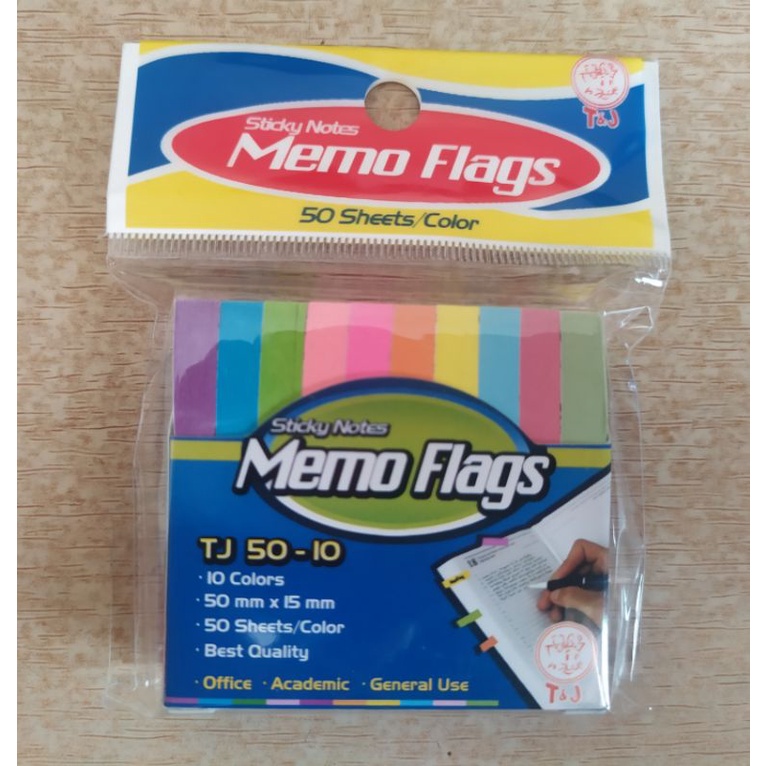 T&J
Sticky Notes
Memo Flags
50 Sheets/Color
Sticky Notes
Memo Flags
TJ 50-10
· 10 Colors
· 50 mm x 15 mm
· 50 Sheets/Color
· Best Quality
· Office · Academic · General Use
T&J